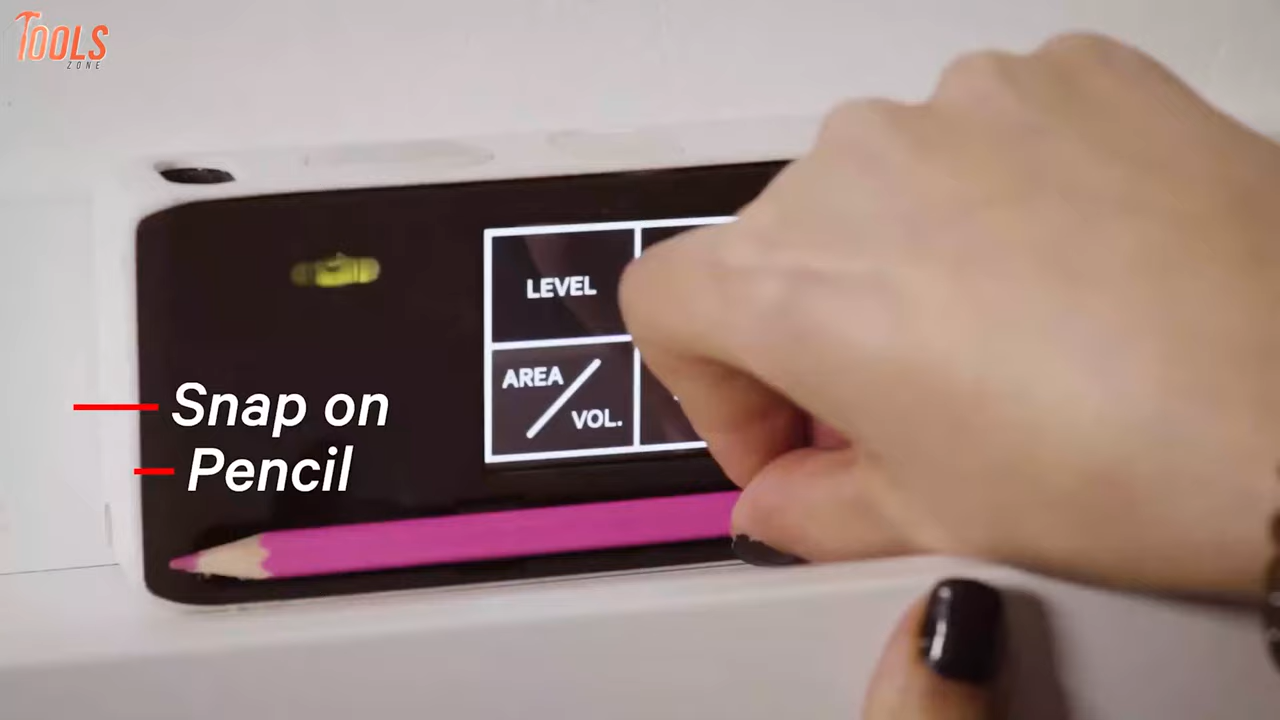 TOOLS
ZONE
LEVEL
AREA/
VOL.
Snap on
Pencil